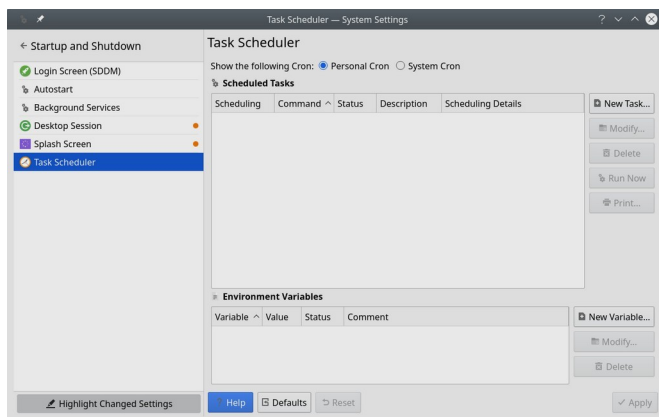 Task Scheduler — System Settings
Startup and Shutdown
Login Screen (SDDM)
Autostart
Background Services
Desktop Session
Splash Screen
Task Scheduler
Highlight Changed Settings
Task Scheduler
Show the following Cron: Personal Cron System Cron
Scheduled Tasks
Scheduling Command Status Description Scheduling Details
New Task...
Modify...
Delete
Run Now
Print...
Environment Variables
Variable Value Status Comment
New Variable...
Modify...
Delete
Help Defaults Reset Apply